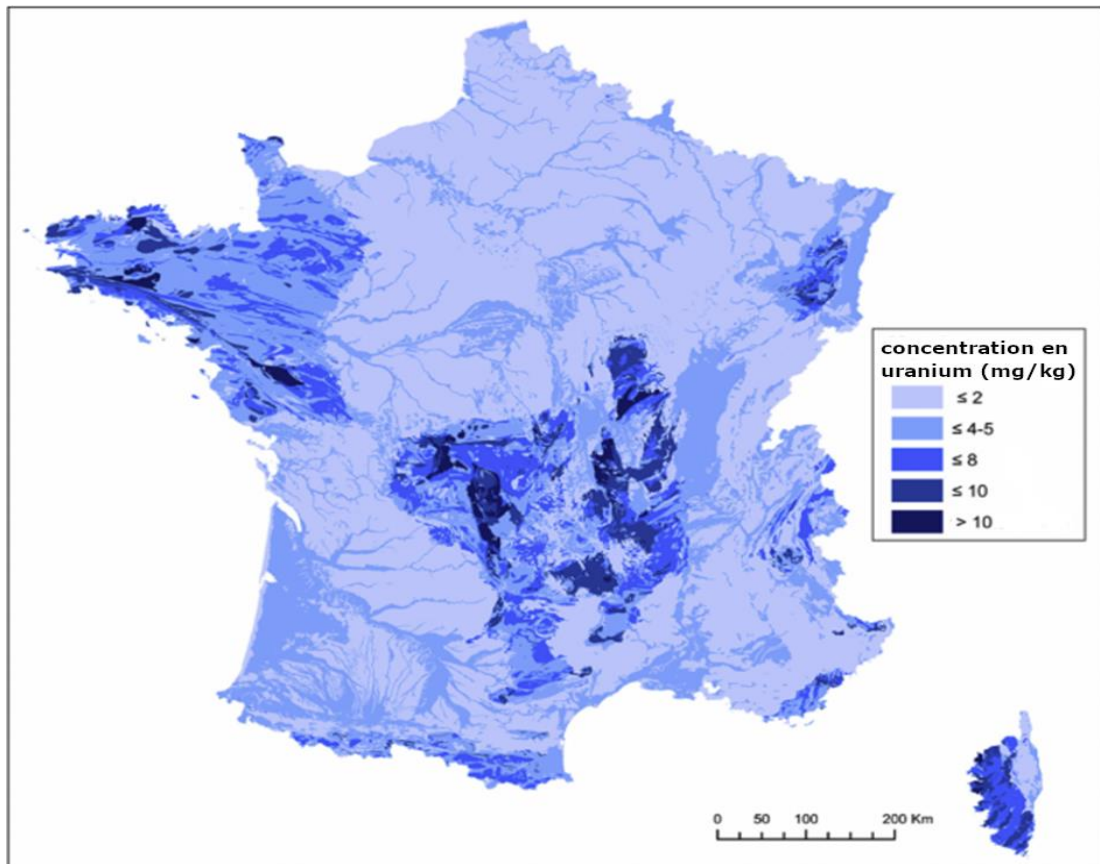 concentration en
uranium (mg/kg)
≤ 2
≤ 4-5
≤ 8
≤ 10
> 10
0 50 100 200 Km